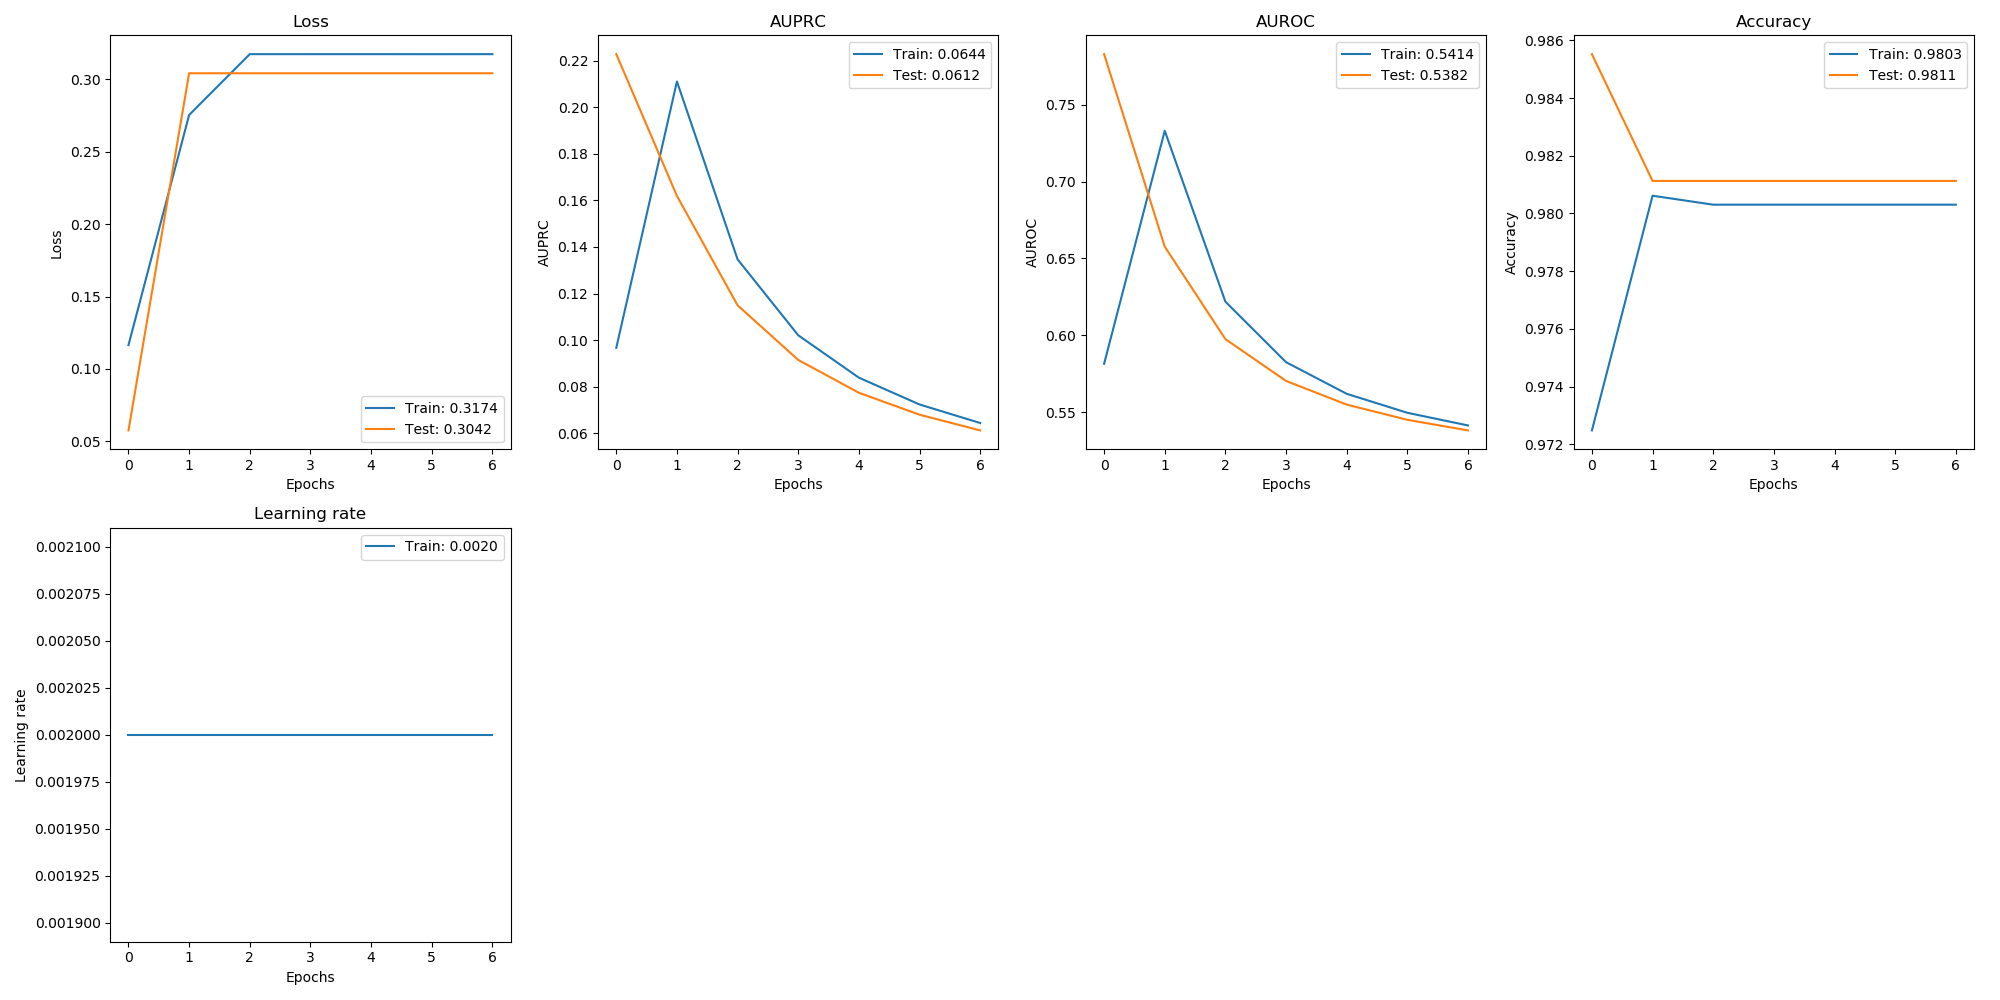 Loss
0.30
0.25
0.20
0.15
0.10
0.05
Loss
Train: 0.3174
Test: 0.3042
0 1 2 3 4 5 6
Epochs
AUPRC
0.22
0.20
0.18
0.16
0.14
0.12
0.10
0.08
0.06
AUPRC
Train: 0.0644
Test: 0.0612
0 1 2 3 4 5 6
Epochs
AUROC
0.75
0.70
0.65
0.60
0.55
AUROC
Train: 0.5414
Test: 0.5382
0 1 2 3 4 5 6
Epochs
Accuracy
0.986
0.984
0.982
0.980
0.978
0.976
0.974
0.972
Accuracy
Train: 0.9803
Test: 0.9811
0 1 2 3 4 5 6
Epochs
Learning rate
0.002100
0.002075
0.002050
0.002025
0.002000
0.001975
0.001950
0.001925
0.001900
Learning rate
Train: 0.0020
0 1 2 3 4 5 6
Epochs